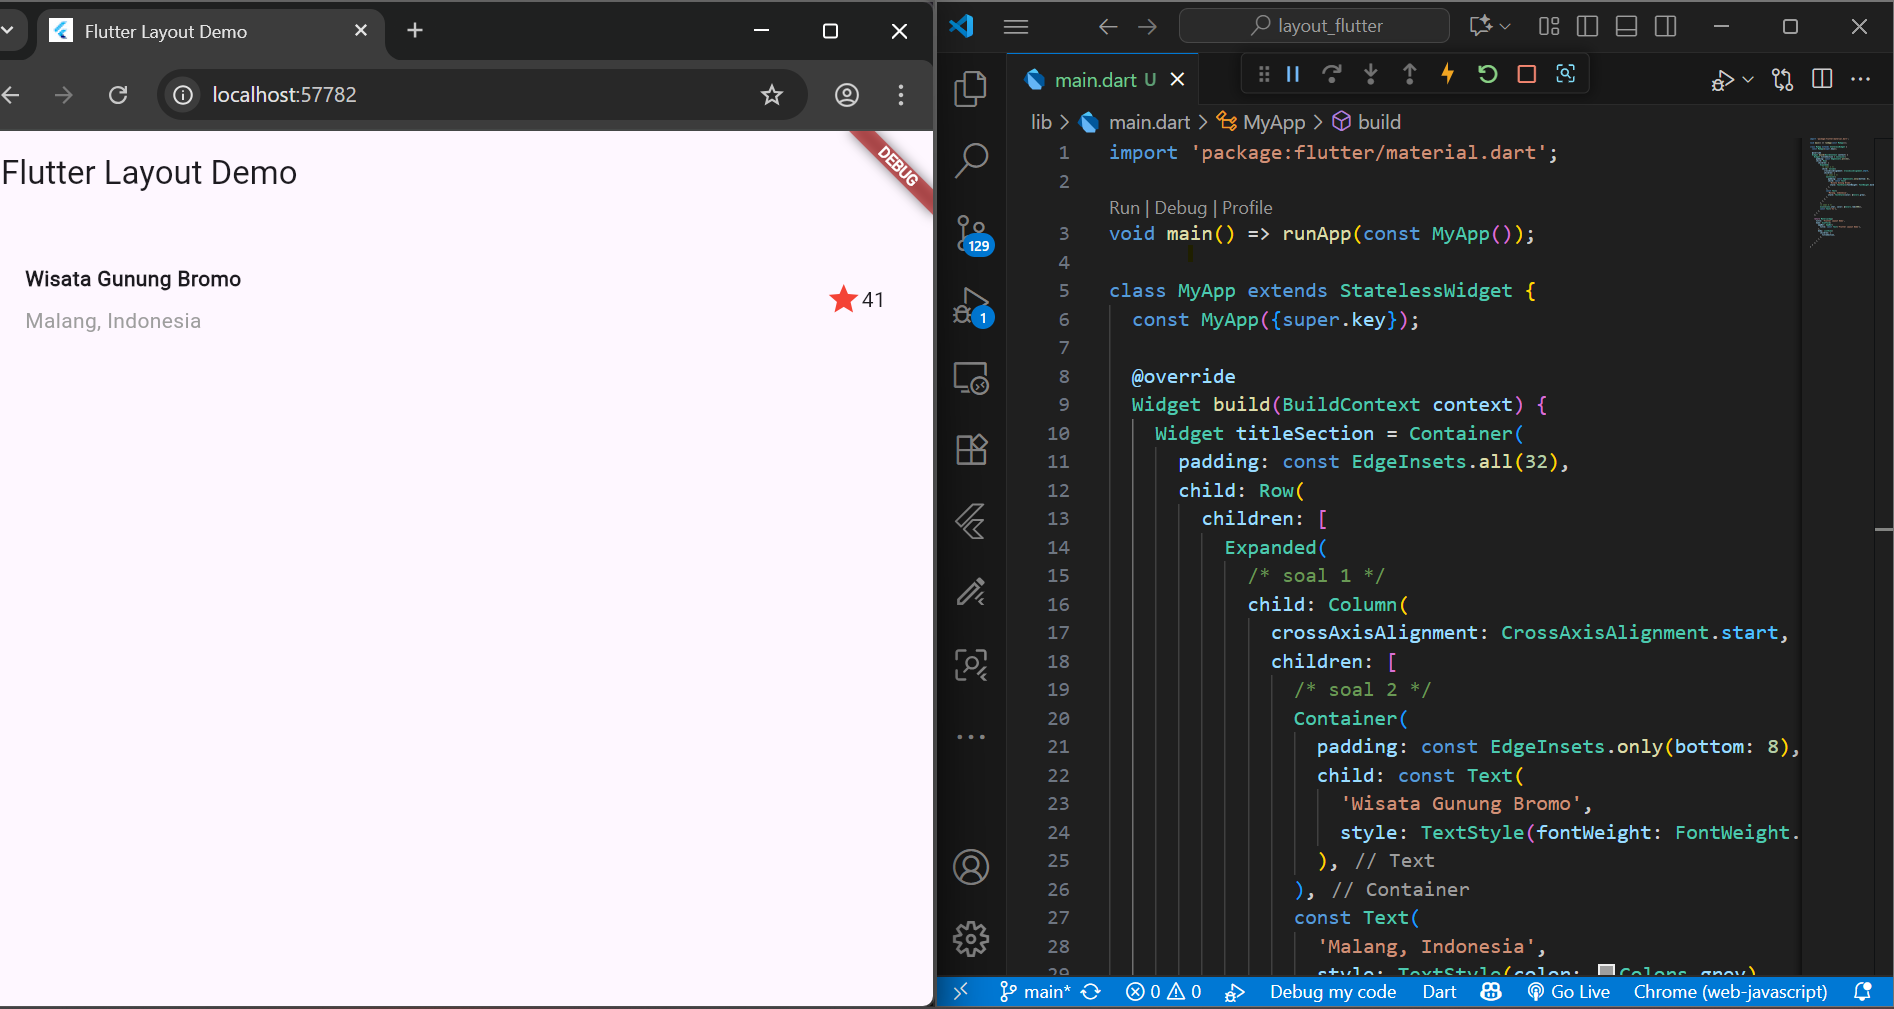 Flutter Layout Demo
localhost:57782
Flutter Layout Demo
DEBUG
Wisata Gunung Bromo
Malang, Indonesia
41
layout_flutter
main.dart U
lib > main.dart > MyApp > build
129
1
1 import 'package:flutter/material.dart';
2
Run | Debug | Profile
3 void main() => runApp(const MyApp());
4
5 class MyApp extends StatelessWidget {
6 const MyApp({super.key});
7
8 @override
9 Widget build(BuildContext context) {
10 Widget titleSection = Container(
11 padding: const EdgeInsets.all(32),
12 child: Row(
13 children: [
14 Expanded(
15 /* soal 1 */
16 child: Column(
17 crossAxisAlignment: CrossAxisAlignment.start,
18 children: [
19 /* soal 2 */
20 Container(
21 padding: const EdgeInsets.only(bottom: 8),
22 child: const Text(
23 'Wisata Gunung Bromo',
24 style: TextStyle(fontWeight: FontWeight.
25 ), // Text
26 ), // Container
27 const Text(
28 'Malang, Indonesia',
29 style: TextStyle(color: Colors.grey)
main* 0 0 Debug my code Dart Go Live Chrome (web-javascript)